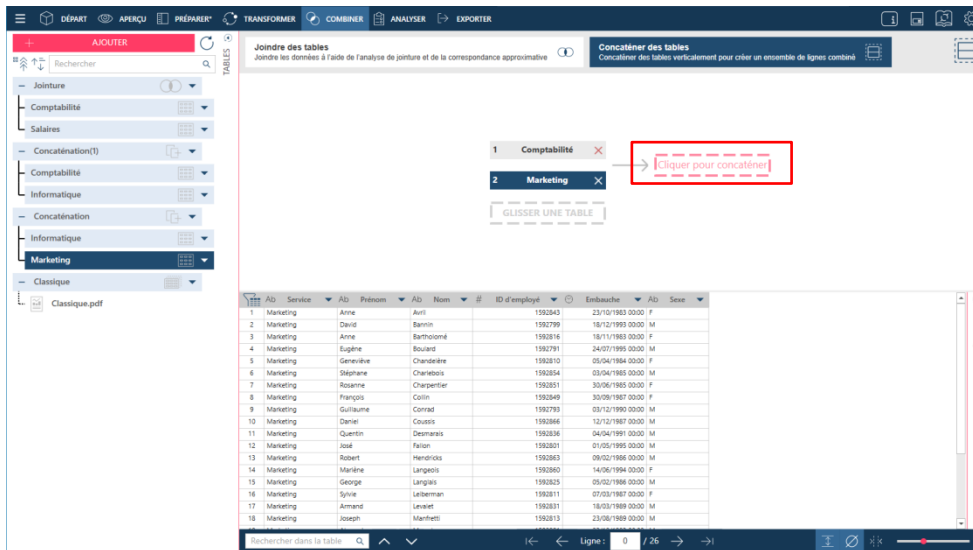 DÉPART APERÇU PRÉPARER* TRANSFORMER COMBINER ANALYSER EXPORTER
AJOUTER
Rechercher
TABLES
Jointure
Comptabilité
Salaires
Concaténation(1)
Comptabilité
Informatique
Concaténation
Informatique
Marketing
Classique
Classique.pdf
Joindre des tables
Joindre les données à l'aide de l'analyse de jointure et de la correspondance approximative
Concaténer des tables
Concaténer des tables verticalement pour créer un ensemble de lignes combiné
1 Comptabilité
2 Marketing
GLISSER UNE TABLE
Cliquer pour concaténer
Ab Service Ab Prénom Ab Nom # ID d'employé Embauche Ab Sexe
1 Marketing Anne Avril 1592843 23/10/1983 00:00 F
2 Marketing David Bannin 1592799 18/12/1993 00:00 M
3 Marketing Anne Bartholomé 1592816 18/11/1983 00:00 F
4 Marketing Eugène Boulard 1592791 24/07/1995 00:00 M
5 Marketing Geneviève Chandelère 1592810 05/04/1984 00:00 F
6 Marketing Stéphane Charlebois 1592854 03/04/1985 00:00 M
7 Marketing Rosanne Charpentier 1592851 30/06/1985 00:00 F
8 Marketing François Collin 1592849 30/09/1987 00:00 F
9 Marketing Guillaume Conrad 1592793 03/12/1990 00:00 M
10 Marketing Daniel Coussis 1592866 12/12/1987 00:00 M
11 Marketing Quentin Desmarais 1592836 04/04/1991 00:00 M
12 Marketing José Fallon 1592801 01/05/1995 00:00 M
13 Marketing Robert Hendricks 1592863 09/02/1986 00:00 M
14 Marketing Marlène Langeois 1592860 14/06/1994 00:00 F
15 Marketing George Langlais 1592825 05/02/1986 00:00 M
16 Marketing Sylvie Leiberman 1592811 07/03/1987 00:00 F
17 Marketing Armand Levalet 1592831 18/03/1989 00:00 M
18 Marketing Joseph Manfretti 1592813 23/08/1989 00:00 M
Rechercher dans la table Ligne : 0 / 26